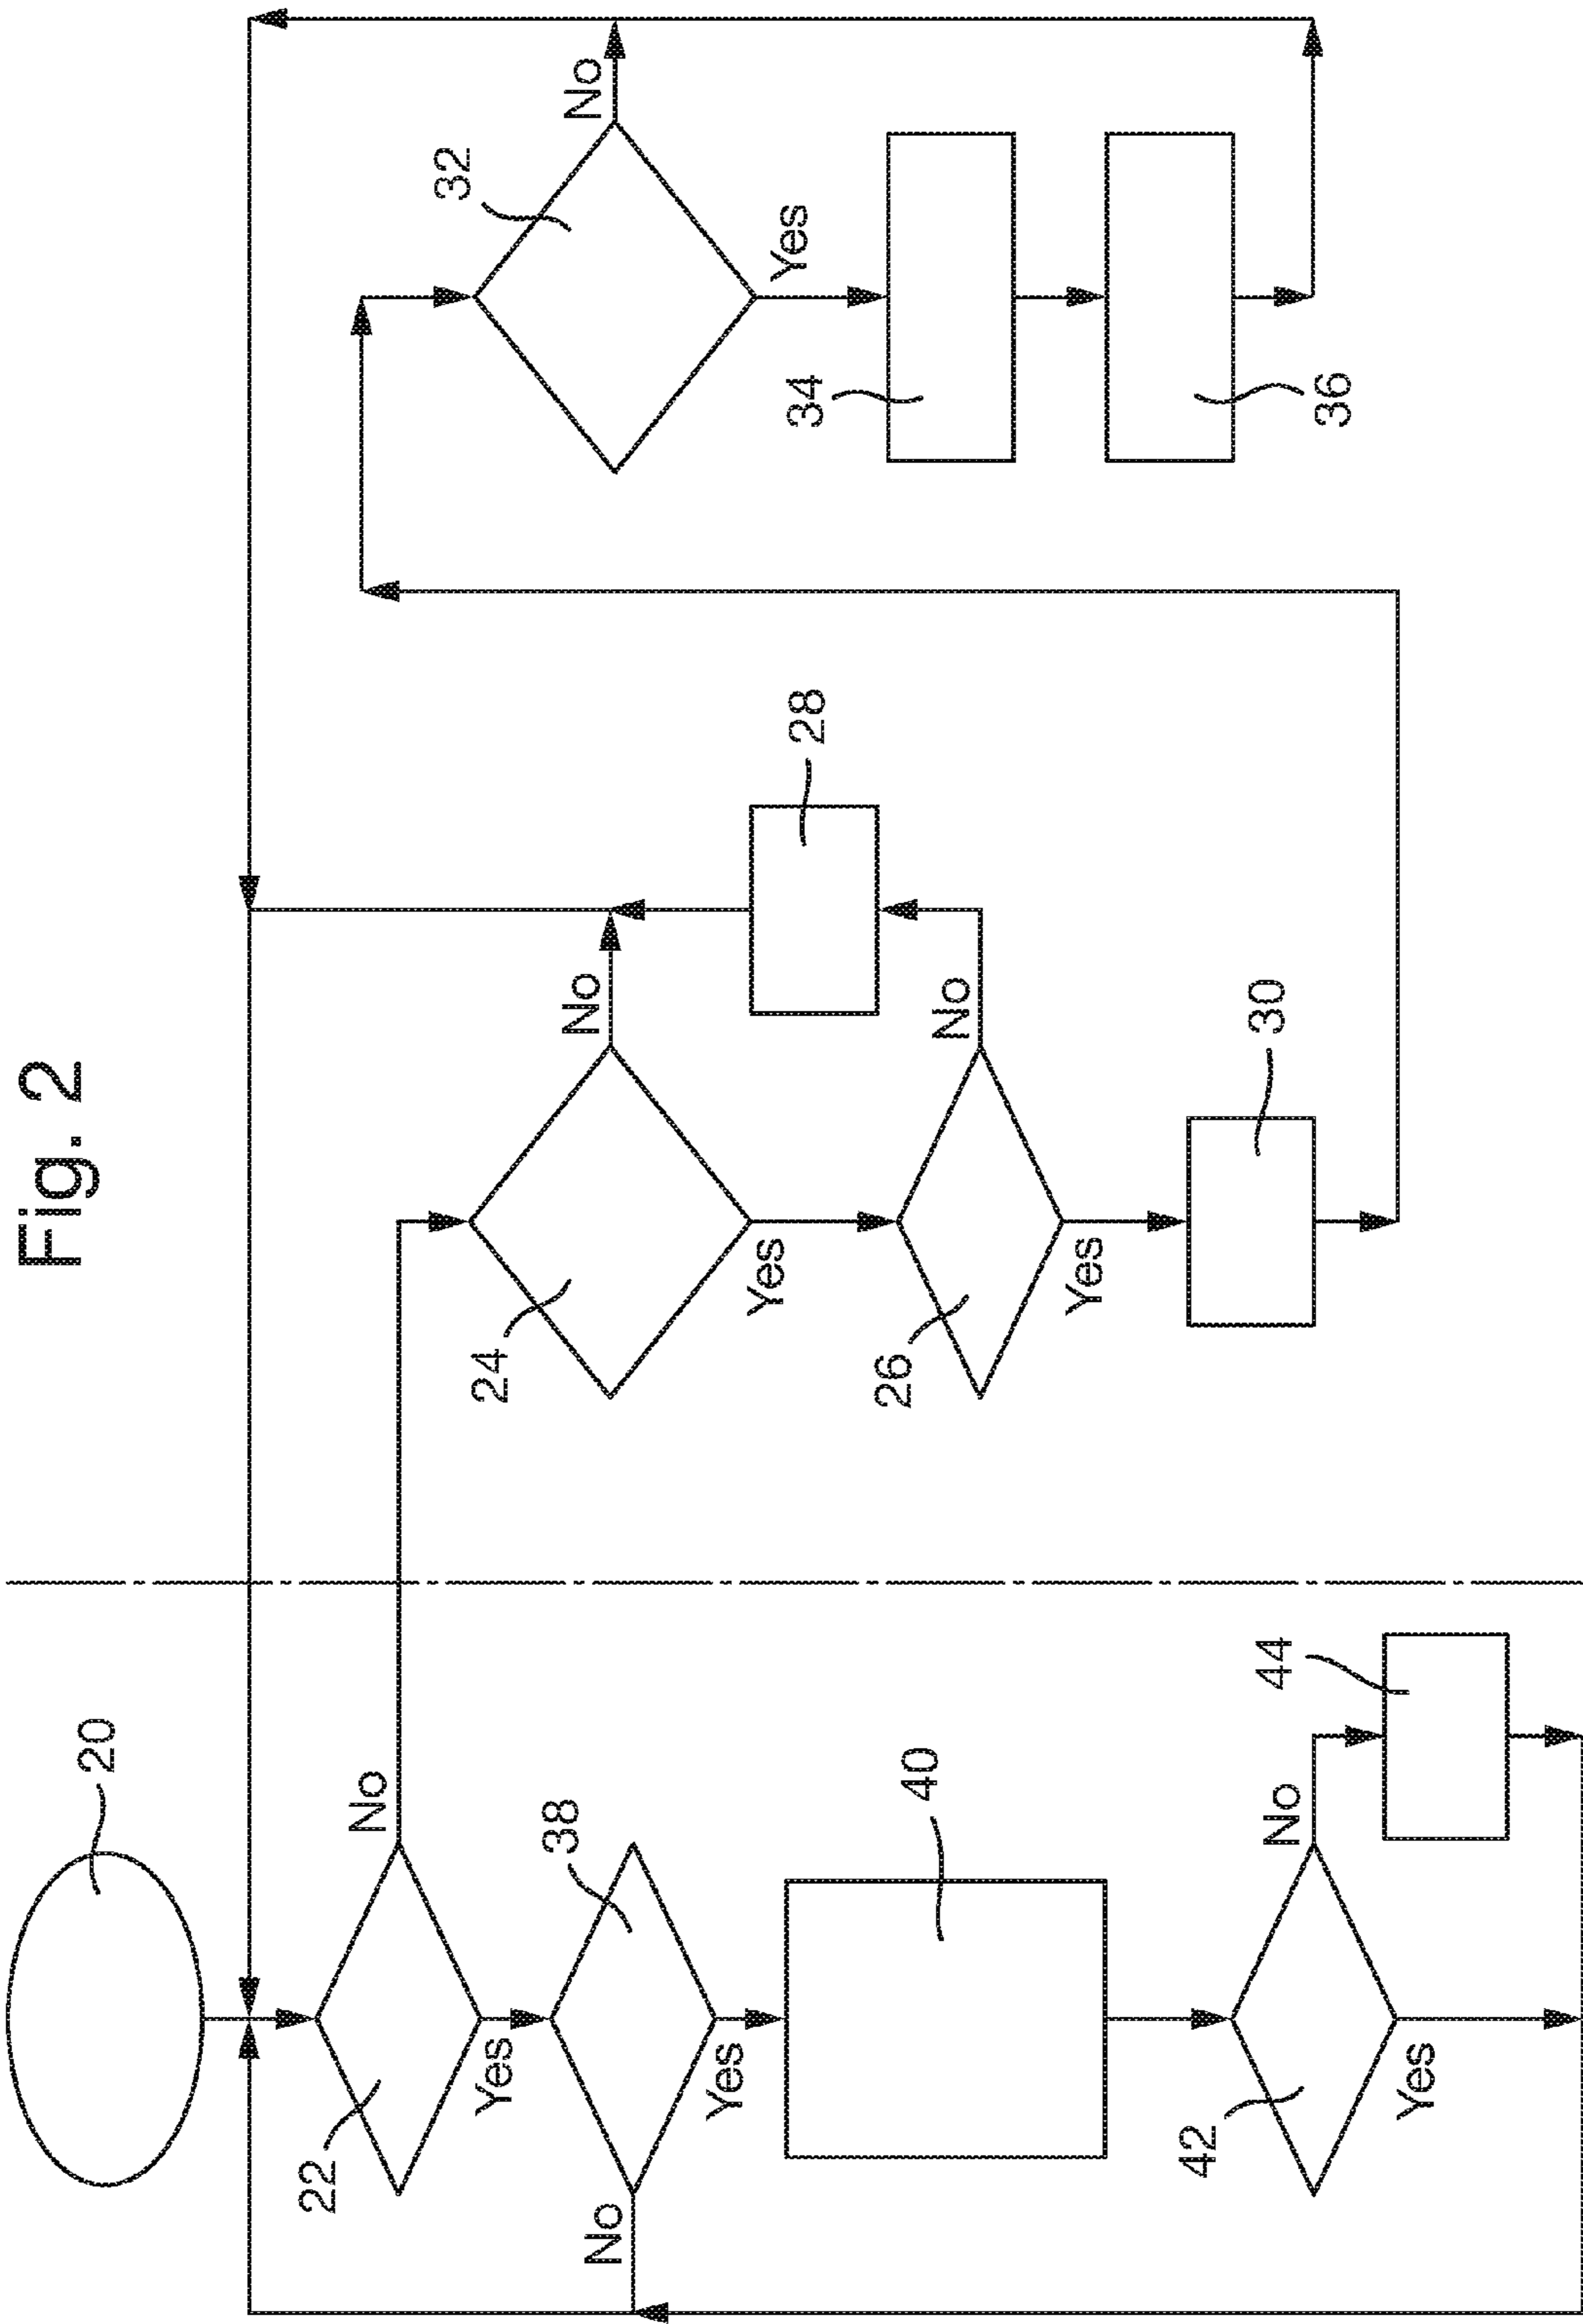 Fig. 2
20
22
No
Yes
38
No
Yes
40
42
No
Yes
44
24
No
Yes
26
No
Yes
28
30
32
No
Yes
34
36